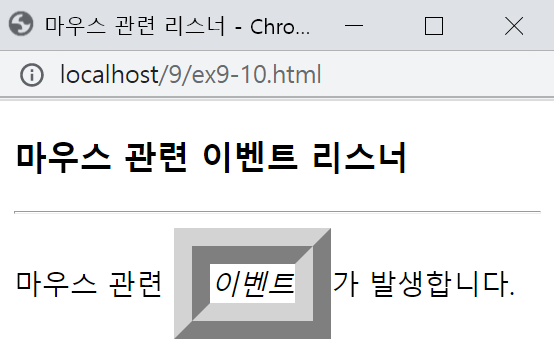 마우스 관련 리스너 - Chro...
localhost/9/ex9-10.html
마우스 관련 이벤트 리스너
마우스 관련 이벤트 가 발생합니다.